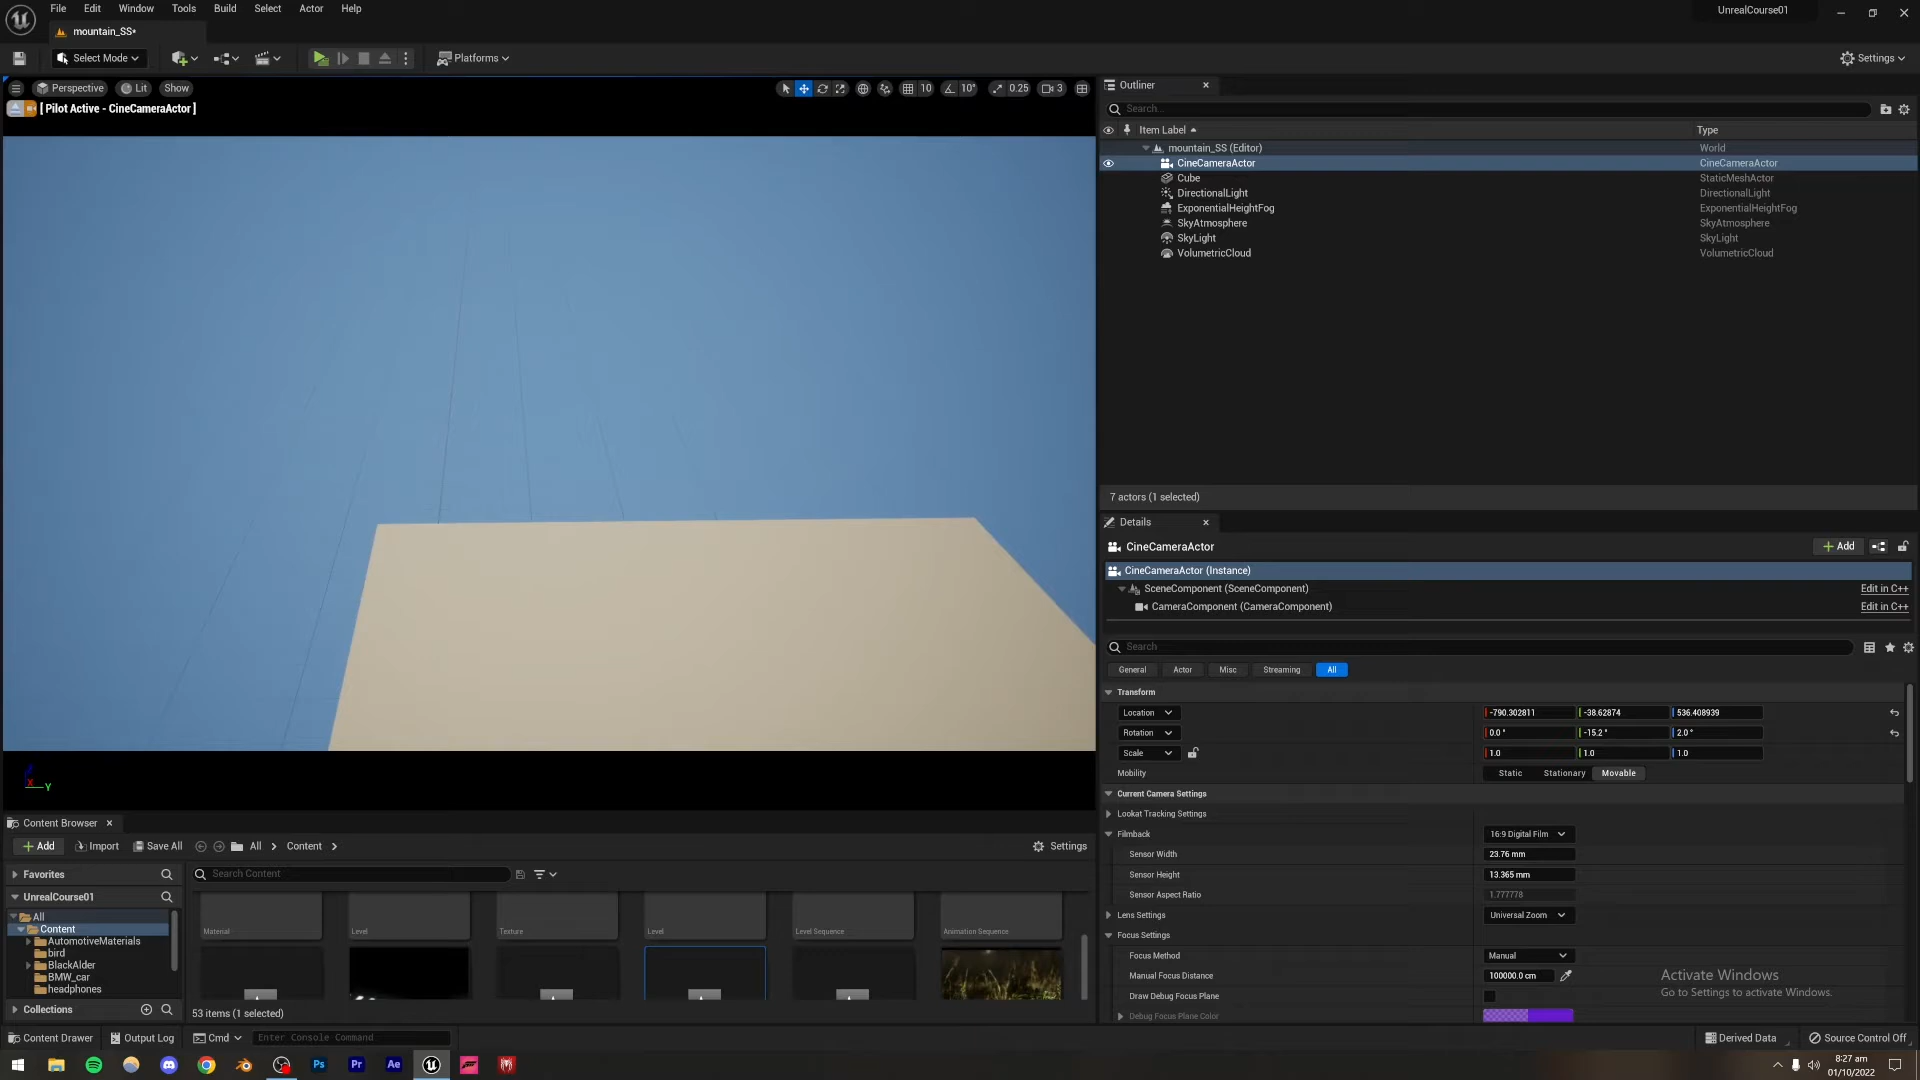 File Edit Window Tools Build Select Actor Help
UnrealCourse01
mountain_SS*
Select Mode
Platforms
Settings
Perspective Lit Show
10 10° 0.25 3
[ Pilot Active - CineCameraActor ]
Outliner
Search...
Item Label Type
mountain_SS (Editor) World
CineCameraActor CineCameraActor
Cube StaticMeshActor
DirectionalLight DirectionalLight
ExponentialHeightFog ExponentialHeightFog
SkyAtmosphere SkyAtmosphere
SkyLight SkyLight
VolumetricCloud VolumetricCloud
7 actors (1 selected)
Details
CineCameraActor
+ Add
CineCameraActor (Instance)
SceneComponent (SceneComponent) Edit in C++
CameraComponent (CameraComponent) Edit in C++
Search
General Actor Misc Streaming All
Transform
Location -790.302811 -38.62874 536.408939
Rotation 0.0 ° -15.2 ° 2.0 °
Scale 1.0 1.0 1.0
Mobility Static Stationary Movable
Current Camera Settings
Lookat Tracking Settings
Filmback 16:9 Digital Film
Sensor Width 23.76 mm
Sensor Height 13.365 mm
Sensor Aspect Ratio 1.777778
Lens Settings Universal Zoom
Focus Settings
Focus Method Manual
Manual Focus Distance 100000.0 cm
Draw Debug Focus Plane
Debug Focus Plane Color
Activate Windows
Go to Settings to activate Windows.
X Y
Content Browser
+ Add Import Save All All Content Settings
Favorites
Search Content
UnrealCourse01
All
Content
AutomotiveMaterials
bird
BlackAlder
BMW_car
headphones
Collections
Material Level Texture Level Level Sequence Animation Sequence
53 items (1 selected)
Content Drawer Output Log Cmd Enter Console Command Derived Data Source Control Off
Ps Pr Ae
8:27 am
01/10/2022